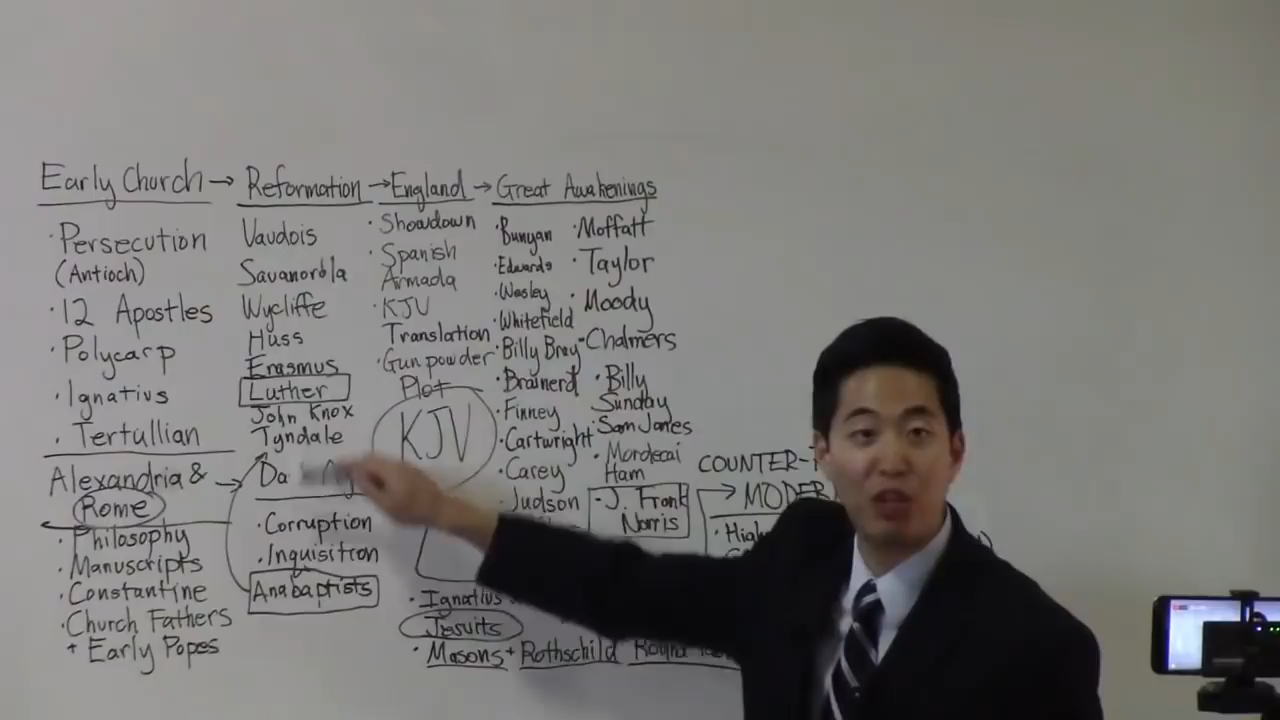 Early Church →
· Persecution
(Antioch)
· 12 Apostles
· Polycarp
· Ignatius
· Tertullian
Alexandria & →
Rome
· Philosophy
· Manuscripts
· Constantine
· Church Fathers
+ Early Popes
Reformation →
Vaudois
Savanorola
Wycliffe
Huss
Erasmus
Luther
John Knox
Tyndale
· Corruption
· Inquisition
Anabaptists
England →
· Showdown
· Spanish
Armada
· KJV
Translation
· Gunpowder
Plot
KJV
Great Awakenings
· Bunyan
· Edwards
· Wesley
· Whitefield
· Billy Bray
· Brainerd
· Finney
· Cartwright
· Carey
· Judson
· Moffatt
· Taylor
· Moody
· Chalmers
· Billy
Sunday
· Sam Jones
· Mordecai
Ham
- J. Frank
Norris
· Ignatius
Jesuits
· Masons + Rothschild
COUNTER-
→